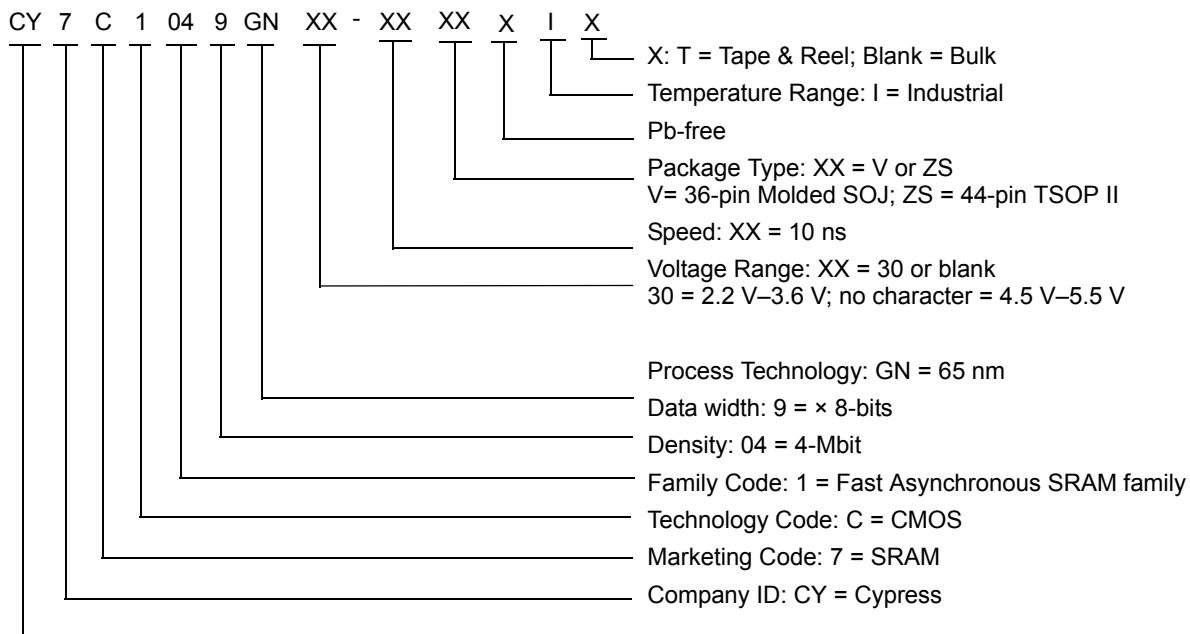 CY 7 C 1 04 9 GN XX - XX XX X I X
X: T = Tape & Reel; Blank = Bulk
Temperature Range: I = Industrial
Pb-free
Package Type: XX = V or ZS
V= 36-pin Molded SOJ; ZS = 44-pin TSOP II
Speed: XX = 10 ns
Voltage Range: XX = 30 or blank
30 = 2.2 V–3.6 V; no character = 4.5 V–5.5 V
Process Technology: GN = 65 nm
Data width: 9 = × 8-bits
Density: 04 = 4-Mbit
Family Code: 1 = Fast Asynchronous SRAM family
Technology Code: C = CMOS
Marketing Code: 7 = SRAM
Company ID: CY = Cypress